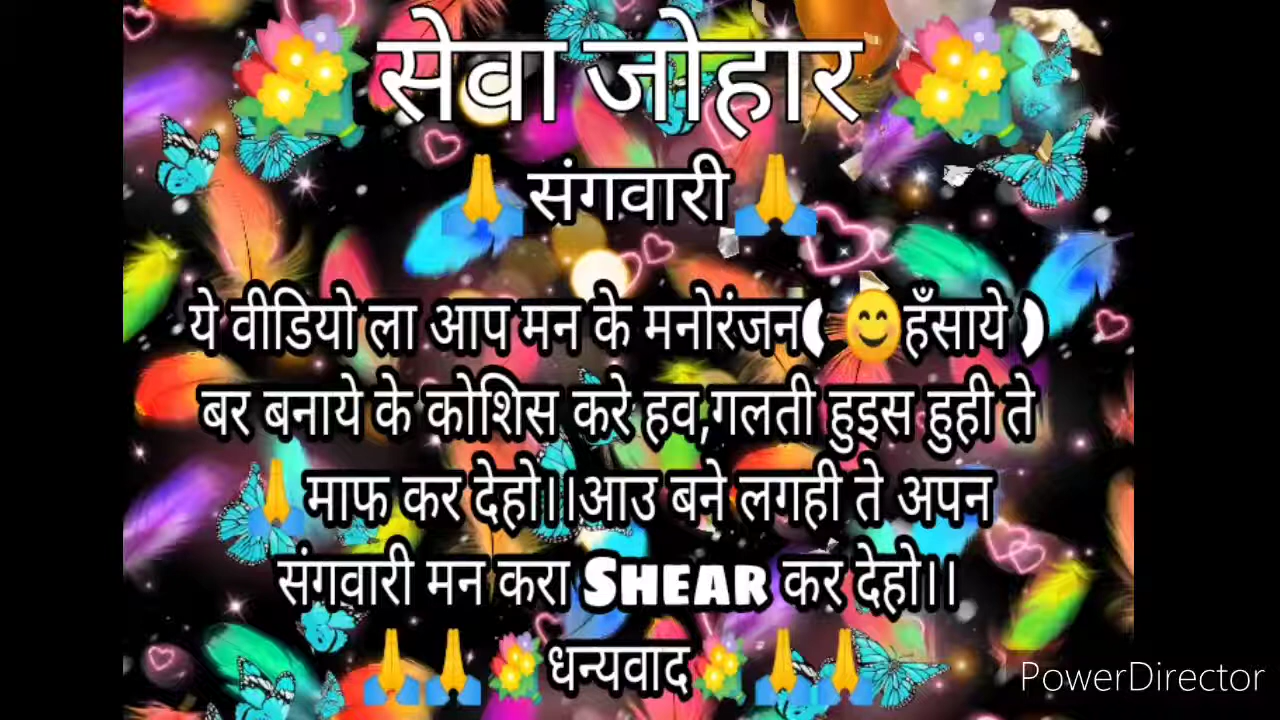 सेवा जोहार
संगवारी
ये वीडियो ला आप मन के मनोरंजन( 😊हँसाये )
बर बनाये के कोशिस करे हव,गलती हुइस हुही ते
🙏माफ कर देहो।।आउ बने लगही ते अपन
संगवारी मन करा SHEAR कर देहो।।
धन्यवाद
PowerDirector